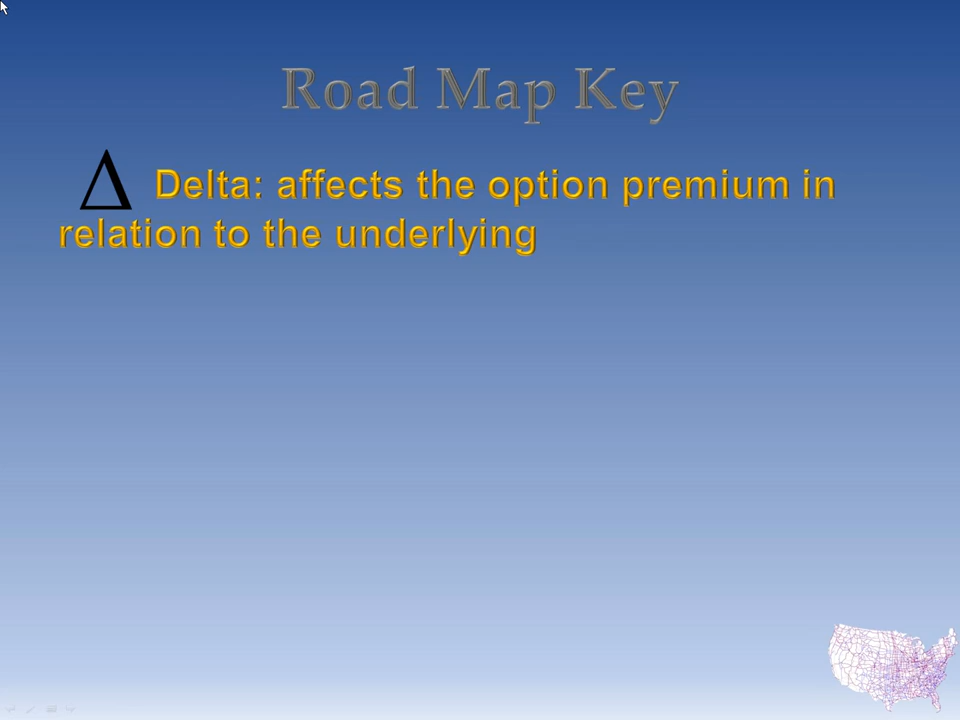 Road Map Key
Δ Delta: affects the option premium in
relation to the underlying